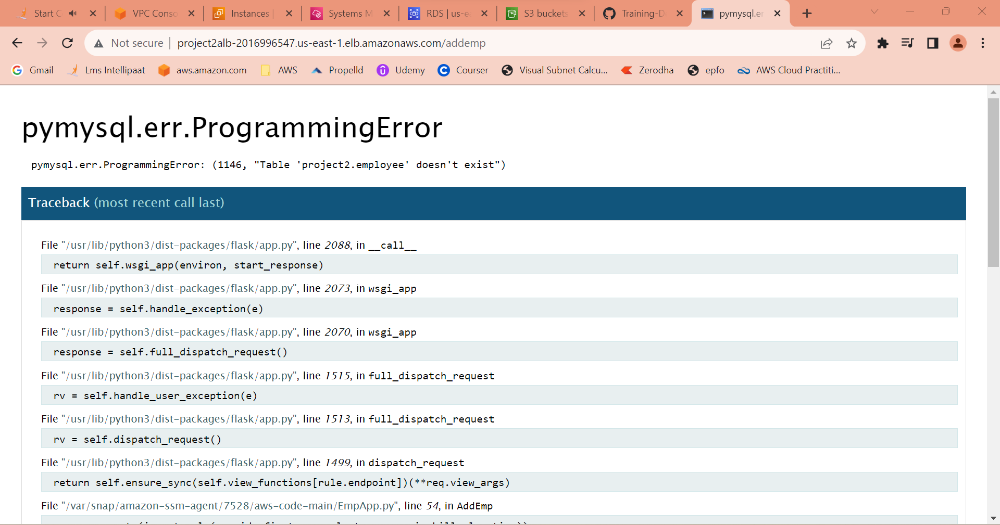 Start C
VPC Conso
Instances |
Systems M
RDS | us-ea
S3 buckets
Training-D
pymysql.er
Not secure | project2alb-2016996547.us-east-1.elb.amazonaws.com/addemp
Gmail
Lms Intellipaat
aws.amazon.com
AWS
Propelld
Udemy
Courser
Visual Subnet Calcu...
Zerodha
epfo
AWS Cloud Practiti...
pymysql.err.ProgrammingError
pymysql.err.ProgrammingError: (1146, "Table 'project2.employee' doesn't exist")
Traceback (most recent call last)
File "/usr/lib/python3/dist-packages/flask/app.py", line 2088, in __call__
return self.wsgi_app(environ, start_response)
File "/usr/lib/python3/dist-packages/flask/app.py", line 2073, in wsgi_app
response = self.handle_exception(e)
File "/usr/lib/python3/dist-packages/flask/app.py", line 2070, in wsgi_app
response = self.full_dispatch_request()
File "/usr/lib/python3/dist-packages/flask/app.py", line 1515, in full_dispatch_request
rv = self.handle_user_exception(e)
File "/usr/lib/python3/dist-packages/flask/app.py", line 1513, in full_dispatch_request
rv = self.dispatch_request()
File "/usr/lib/python3/dist-packages/flask/app.py", line 1499, in dispatch_request
return self.ensure_sync(self.view_functions[rule.endpoint])(**req.view_args)
File "/var/snap/amazon-ssm-agent/7528/aws-code-main/EmpApp.py", line 54, in AddEmp